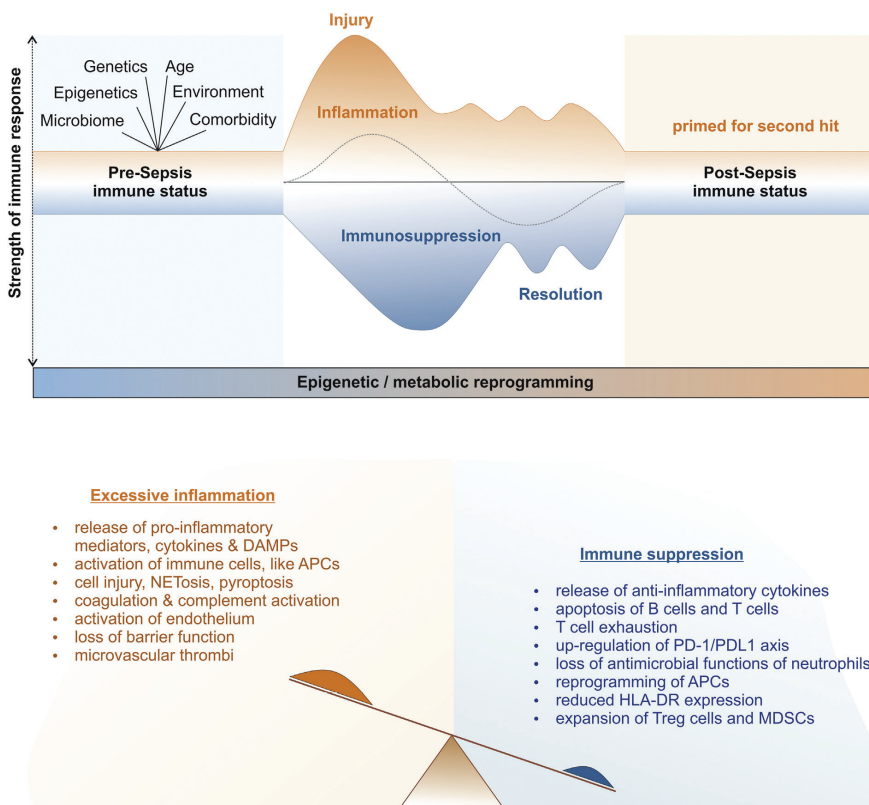 Injury
Strength of immune response
Genetics
Age
Epigenetics
Environment
Microbiome
Comorbidity
Inflammation
primed for second hit
Pre-Sepsis
immune status
Post-Sepsis
immune status
Immunosuppression
Resolution
Epigenetic / metabolic reprogramming
Excessive inflammation
• release of pro-inflammatory
mediators, cytokines & DAMPs
• activation of immune cells, like APCs
• cell injury, NETosis, pyroptosis
• coagulation & complement activation
• activation of endothelium
• loss of barrier function
• microvascular thrombi
Immune suppression
• release of anti-inflammatory cytokines
• apoptosis of B cells and T cells
• T cell exhaustion
• up-regulation of PD-1/PDL1 axis
• loss of antimicrobial functions of neutrophils
• reprogramming of APCs
• reduced HLA-DR expression
• expansion of Treg cells and MDSCs